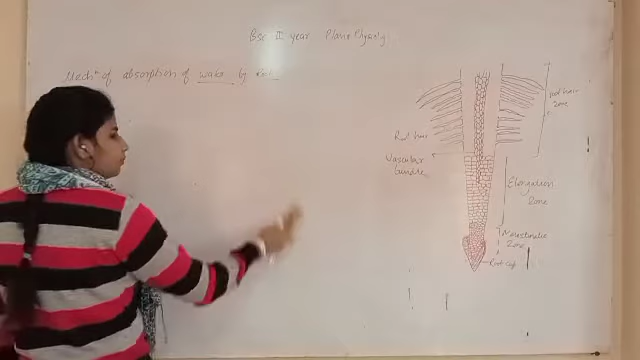 Bsc II year Plant Physiology
Mechⁿ of absorption of water by
Root hair zone
Root hair
Vascular bundle
Elongation Zone
Meristematic Zone
Root cap